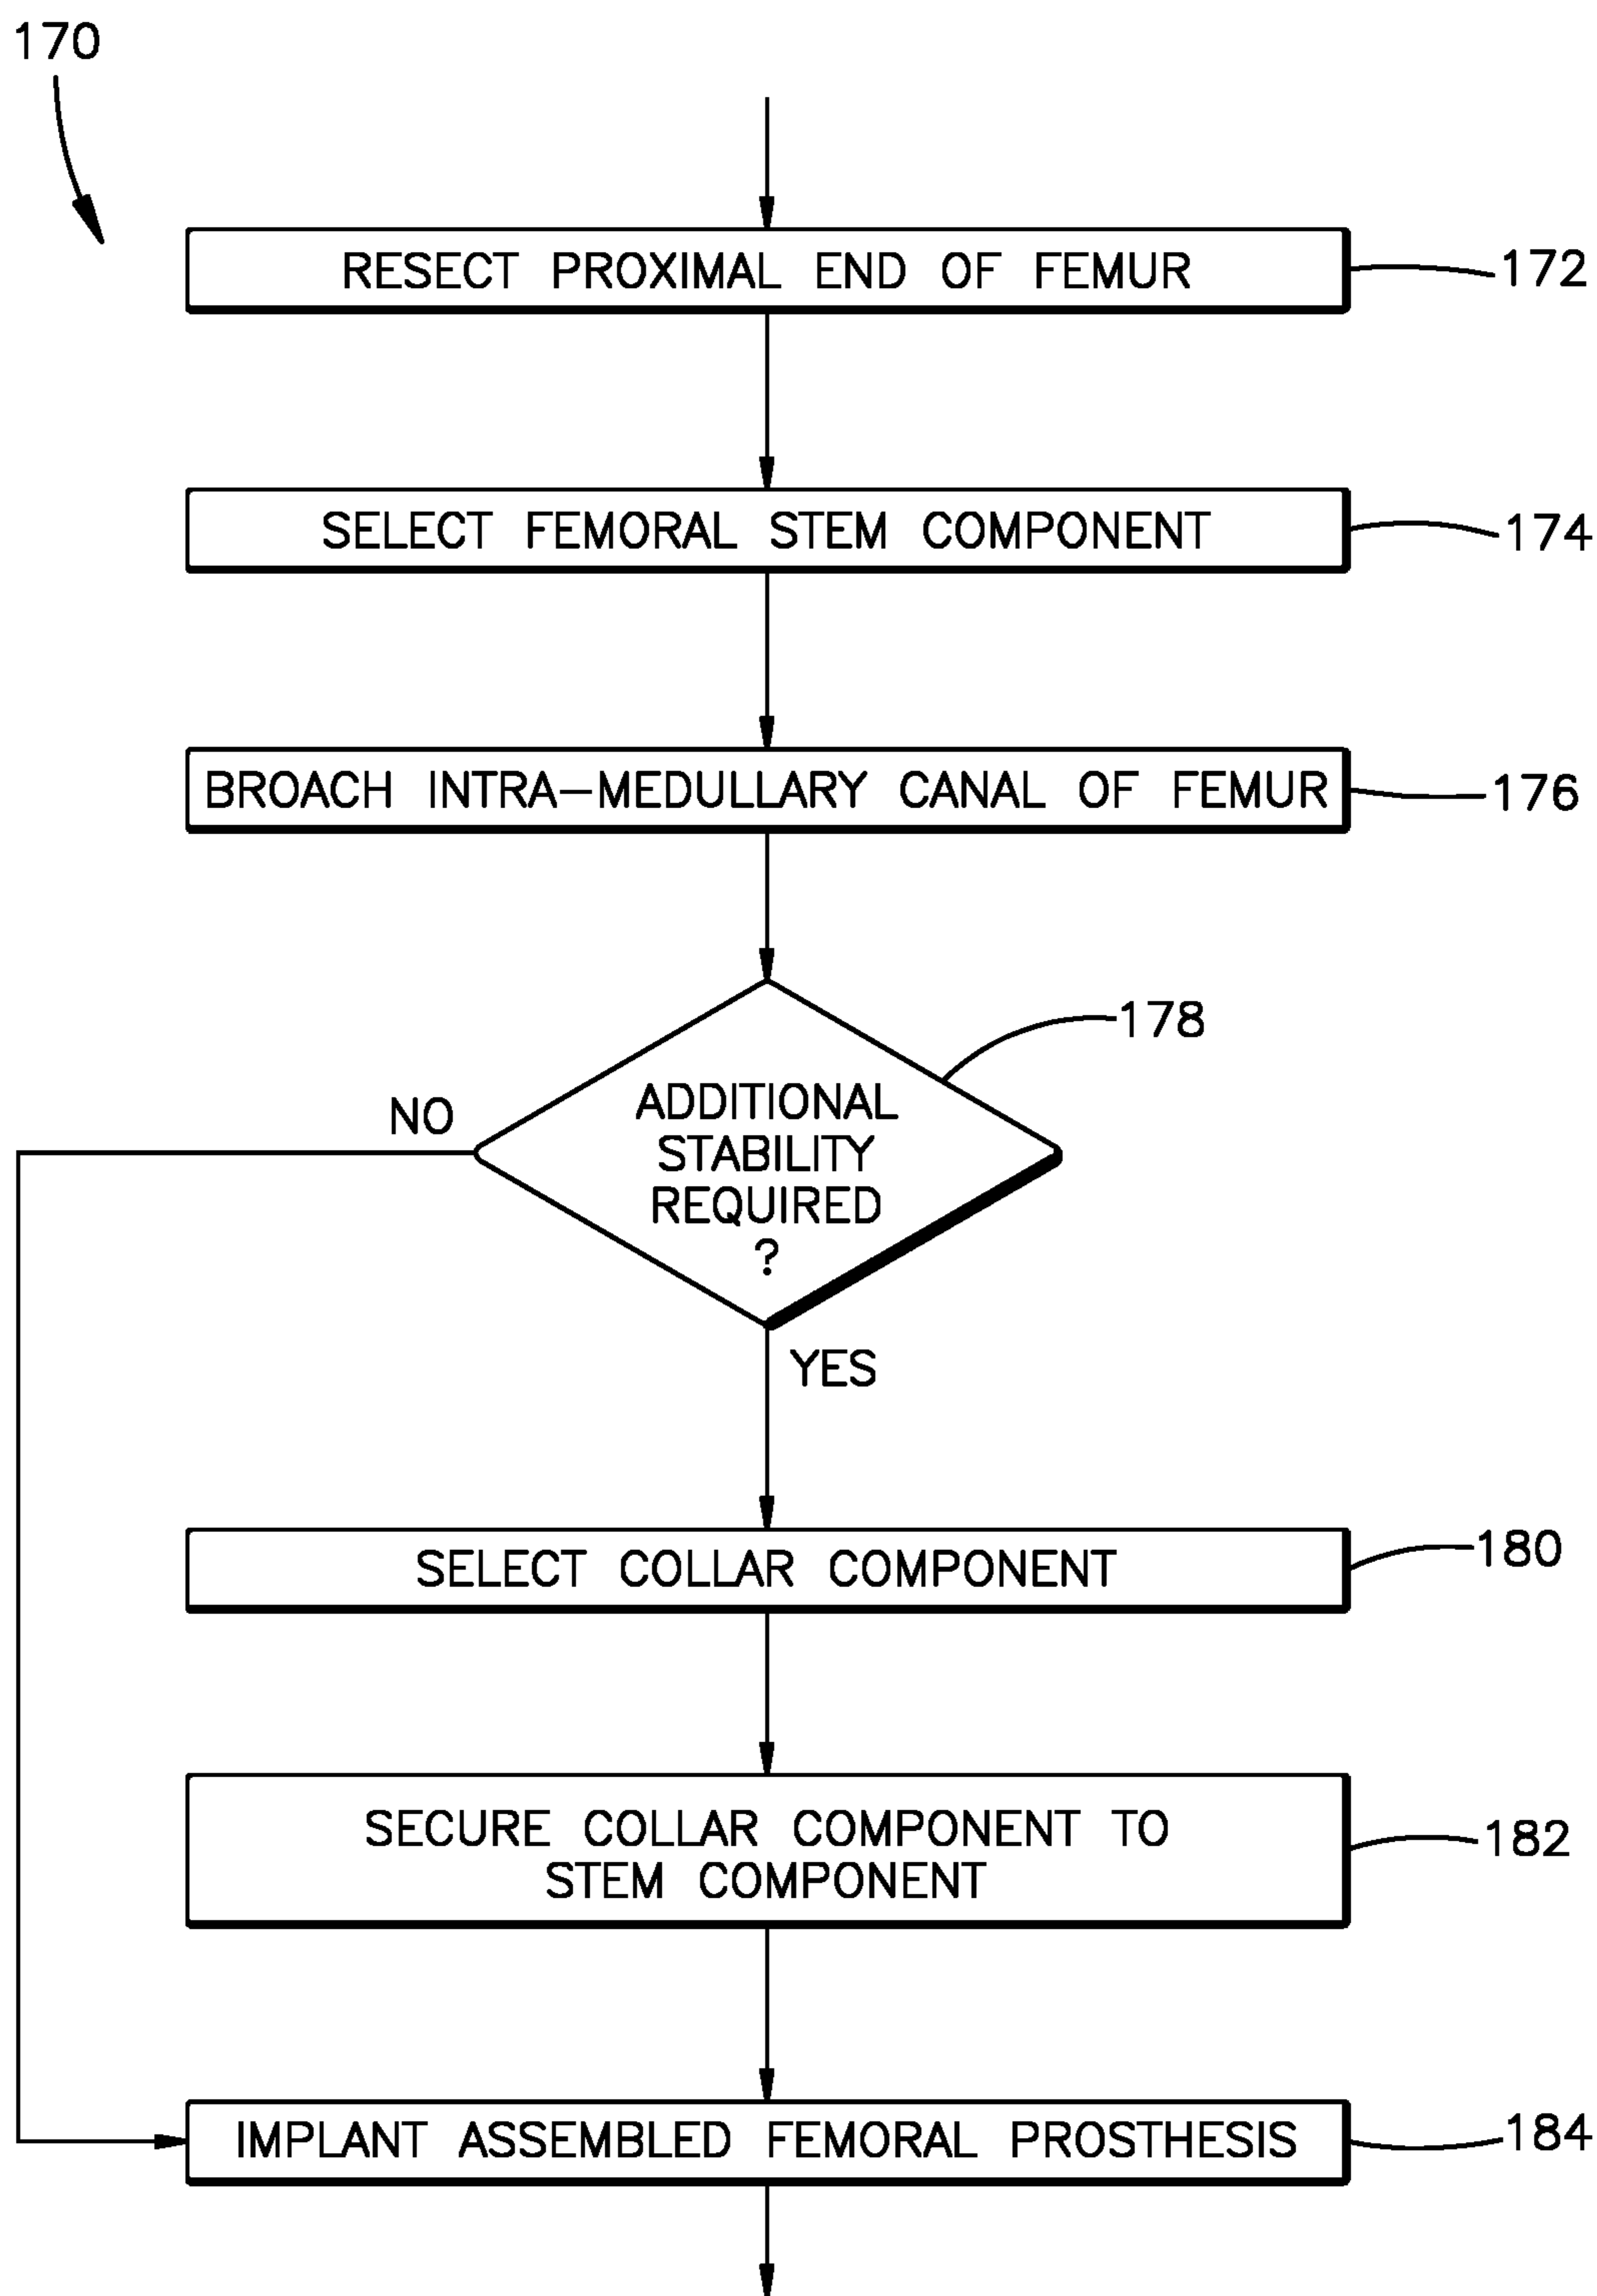 170
RESECT PROXIMAL END OF FEMUR
172
SELECT FEMORAL STEM COMPONENT
174
BROACH INTRA-MEDULLARY CANAL OF FEMUR
176
178
ADDITIONAL
STABILITY
REQUIRED
?
NO
YES
SELECT COLLAR COMPONENT
180
SECURE COLLAR COMPONENT TO
STEM COMPONENT
182
IMPLANT ASSEMBLED FEMORAL PROSTHESIS
184